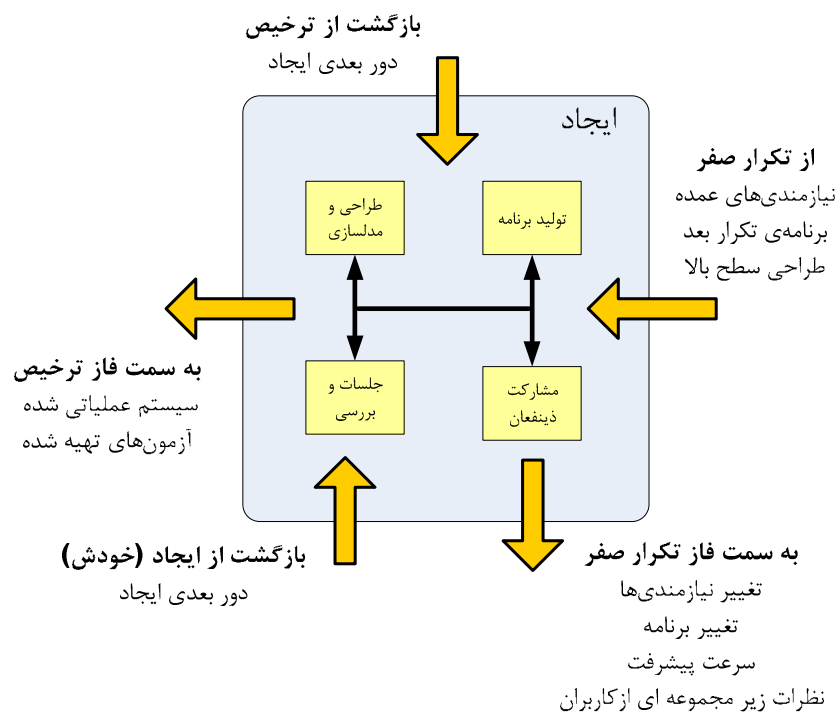 بازگشت از ترخیص
دور بعدی ایجاد
ایجاد
از تکرار صفر
نیازمندی‌های عمده
برنامه‌ی تکرار بعد
طراحی سطح بالا
تولید برنامه
طراحی و
مدلسازی
مشارکت
ذینفعان
جلسات و
بررسی
به سمت فاز ترخیص
سیستم عملیاتی شده
آزمون‌های تهیه شده
بازگشت از ایجاد (خودش)
دور بعدی ایجاد
به سمت فاز تکرار صفر
تغییر نیازمندی‌ها
تغییر برنامه
سرعت پیشرفت
نظرات زیر مجموعه ای ازکاربران